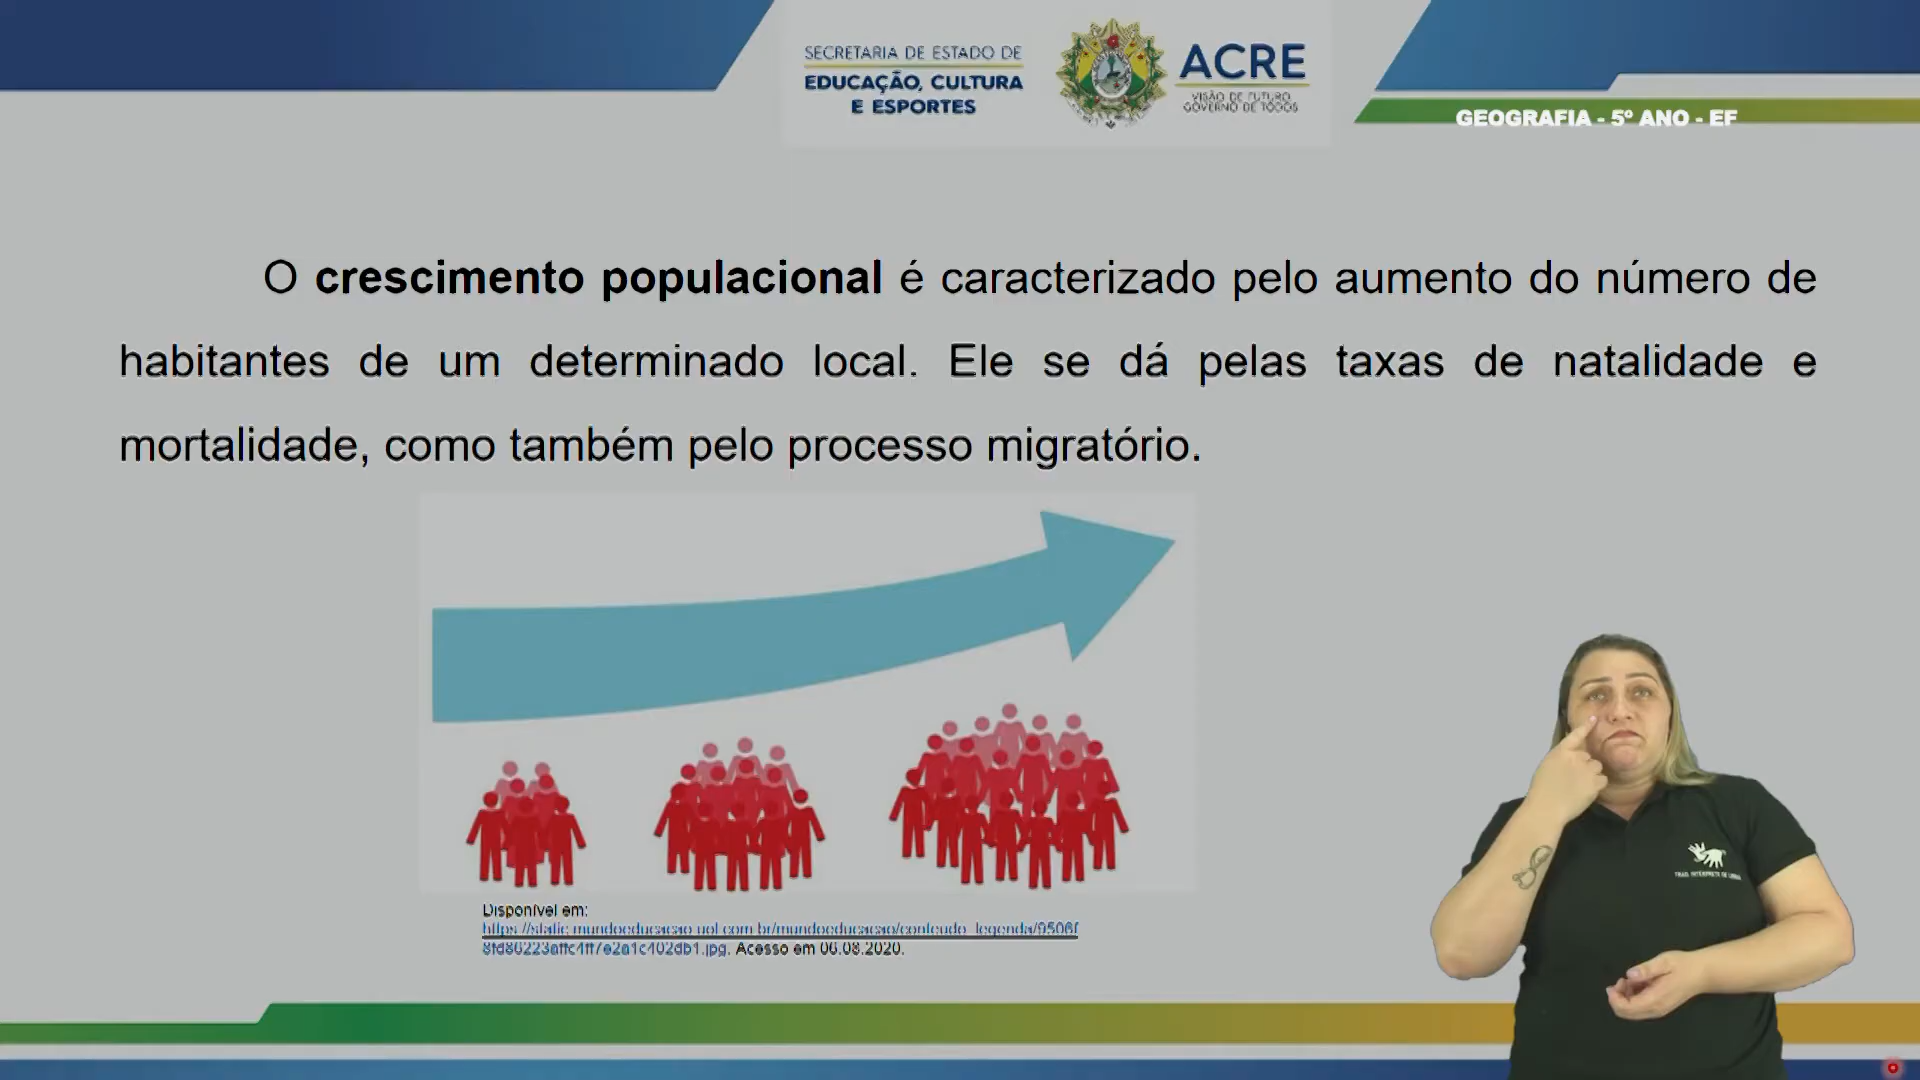 SECRETARIA DE ESTADO DE
EDUCAÇÃO, CULTURA
E ESPORTES
ACRE
VISÃO DE FUTURO
GOVERNO DE TODOS
GEOGRAFIA - 5º ANO - EF
O crescimento populacional é caracterizado pelo aumento do número de
habitantes de um determinado local. Ele se dá pelas taxas de natalidade e
mortalidade, como também pelo processo migratório.
Disponível em:
https://static.mundoeducacao.uol.com.br/mundoeducacao/conteudo_legenda/9506f
Acesso em 06.08.2020.